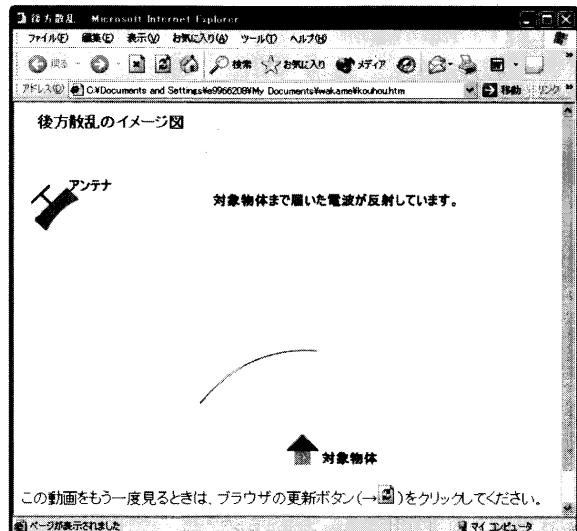 後方散乱 Microsoft Internet Explorer
ファイル(F) 編集(E) 表示(V) お気に入り(A) ツール(T) ヘルプ(H)
戻る 検索 お気に入り メディア
アドレス(D) C:¥Documents and Settings¥e9966208¥My Documents¥wakame¥kouhou.htm 移動 リンク »
後方散乱のイメージ図
アンテナ
対象物体まで届いた電波が反射しています。
対象物体
この動画をもう一度見るときは、ブラウザの更新ボタン(→)をクリックしてください。
ページが表示されました マイ コンピュータ